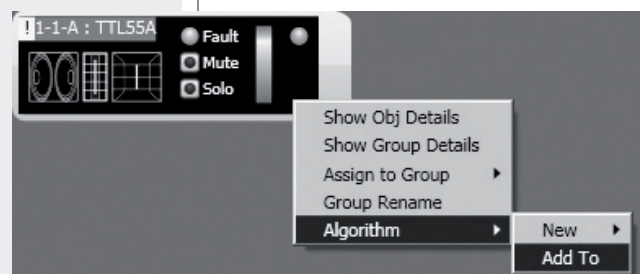 ! 1-1-A : TTL55A
Fault
Mute
Solo
Show Obj Details
Show Group Details
Assign to Group
Group Rename
Algorithm
New
Add To